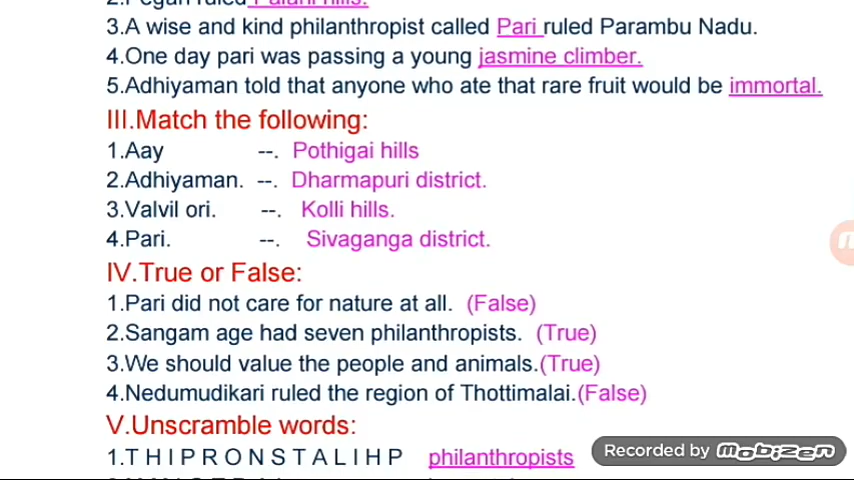 2.Pegan ruled Palani hills.
3.A wise and kind philanthropist called Pari ruled Parambu Nadu.
4.One day pari was passing a young jasmine climber.
5.Adhiyaman told that anyone who ate that rare fruit would be immortal.
III.Match the following:
1.Aay --. Pothigai hills
2.Adhiyaman. --. Dharmapuri district.
3.Valvil ori. --. Kolli hills.
4.Pari. --. Sivaganga district.
IV.True or False:
1.Pari did not care for nature at all. (False)
2.Sangam age had seven philanthropists. (True)
3.We should value the people and animals.(True)
4.Nedumudikari ruled the region of Thottimalai.(False)
V.Unscramble words:
1.T H I P R O N S T A L I H P philanthropists
Recorded by Mobizen